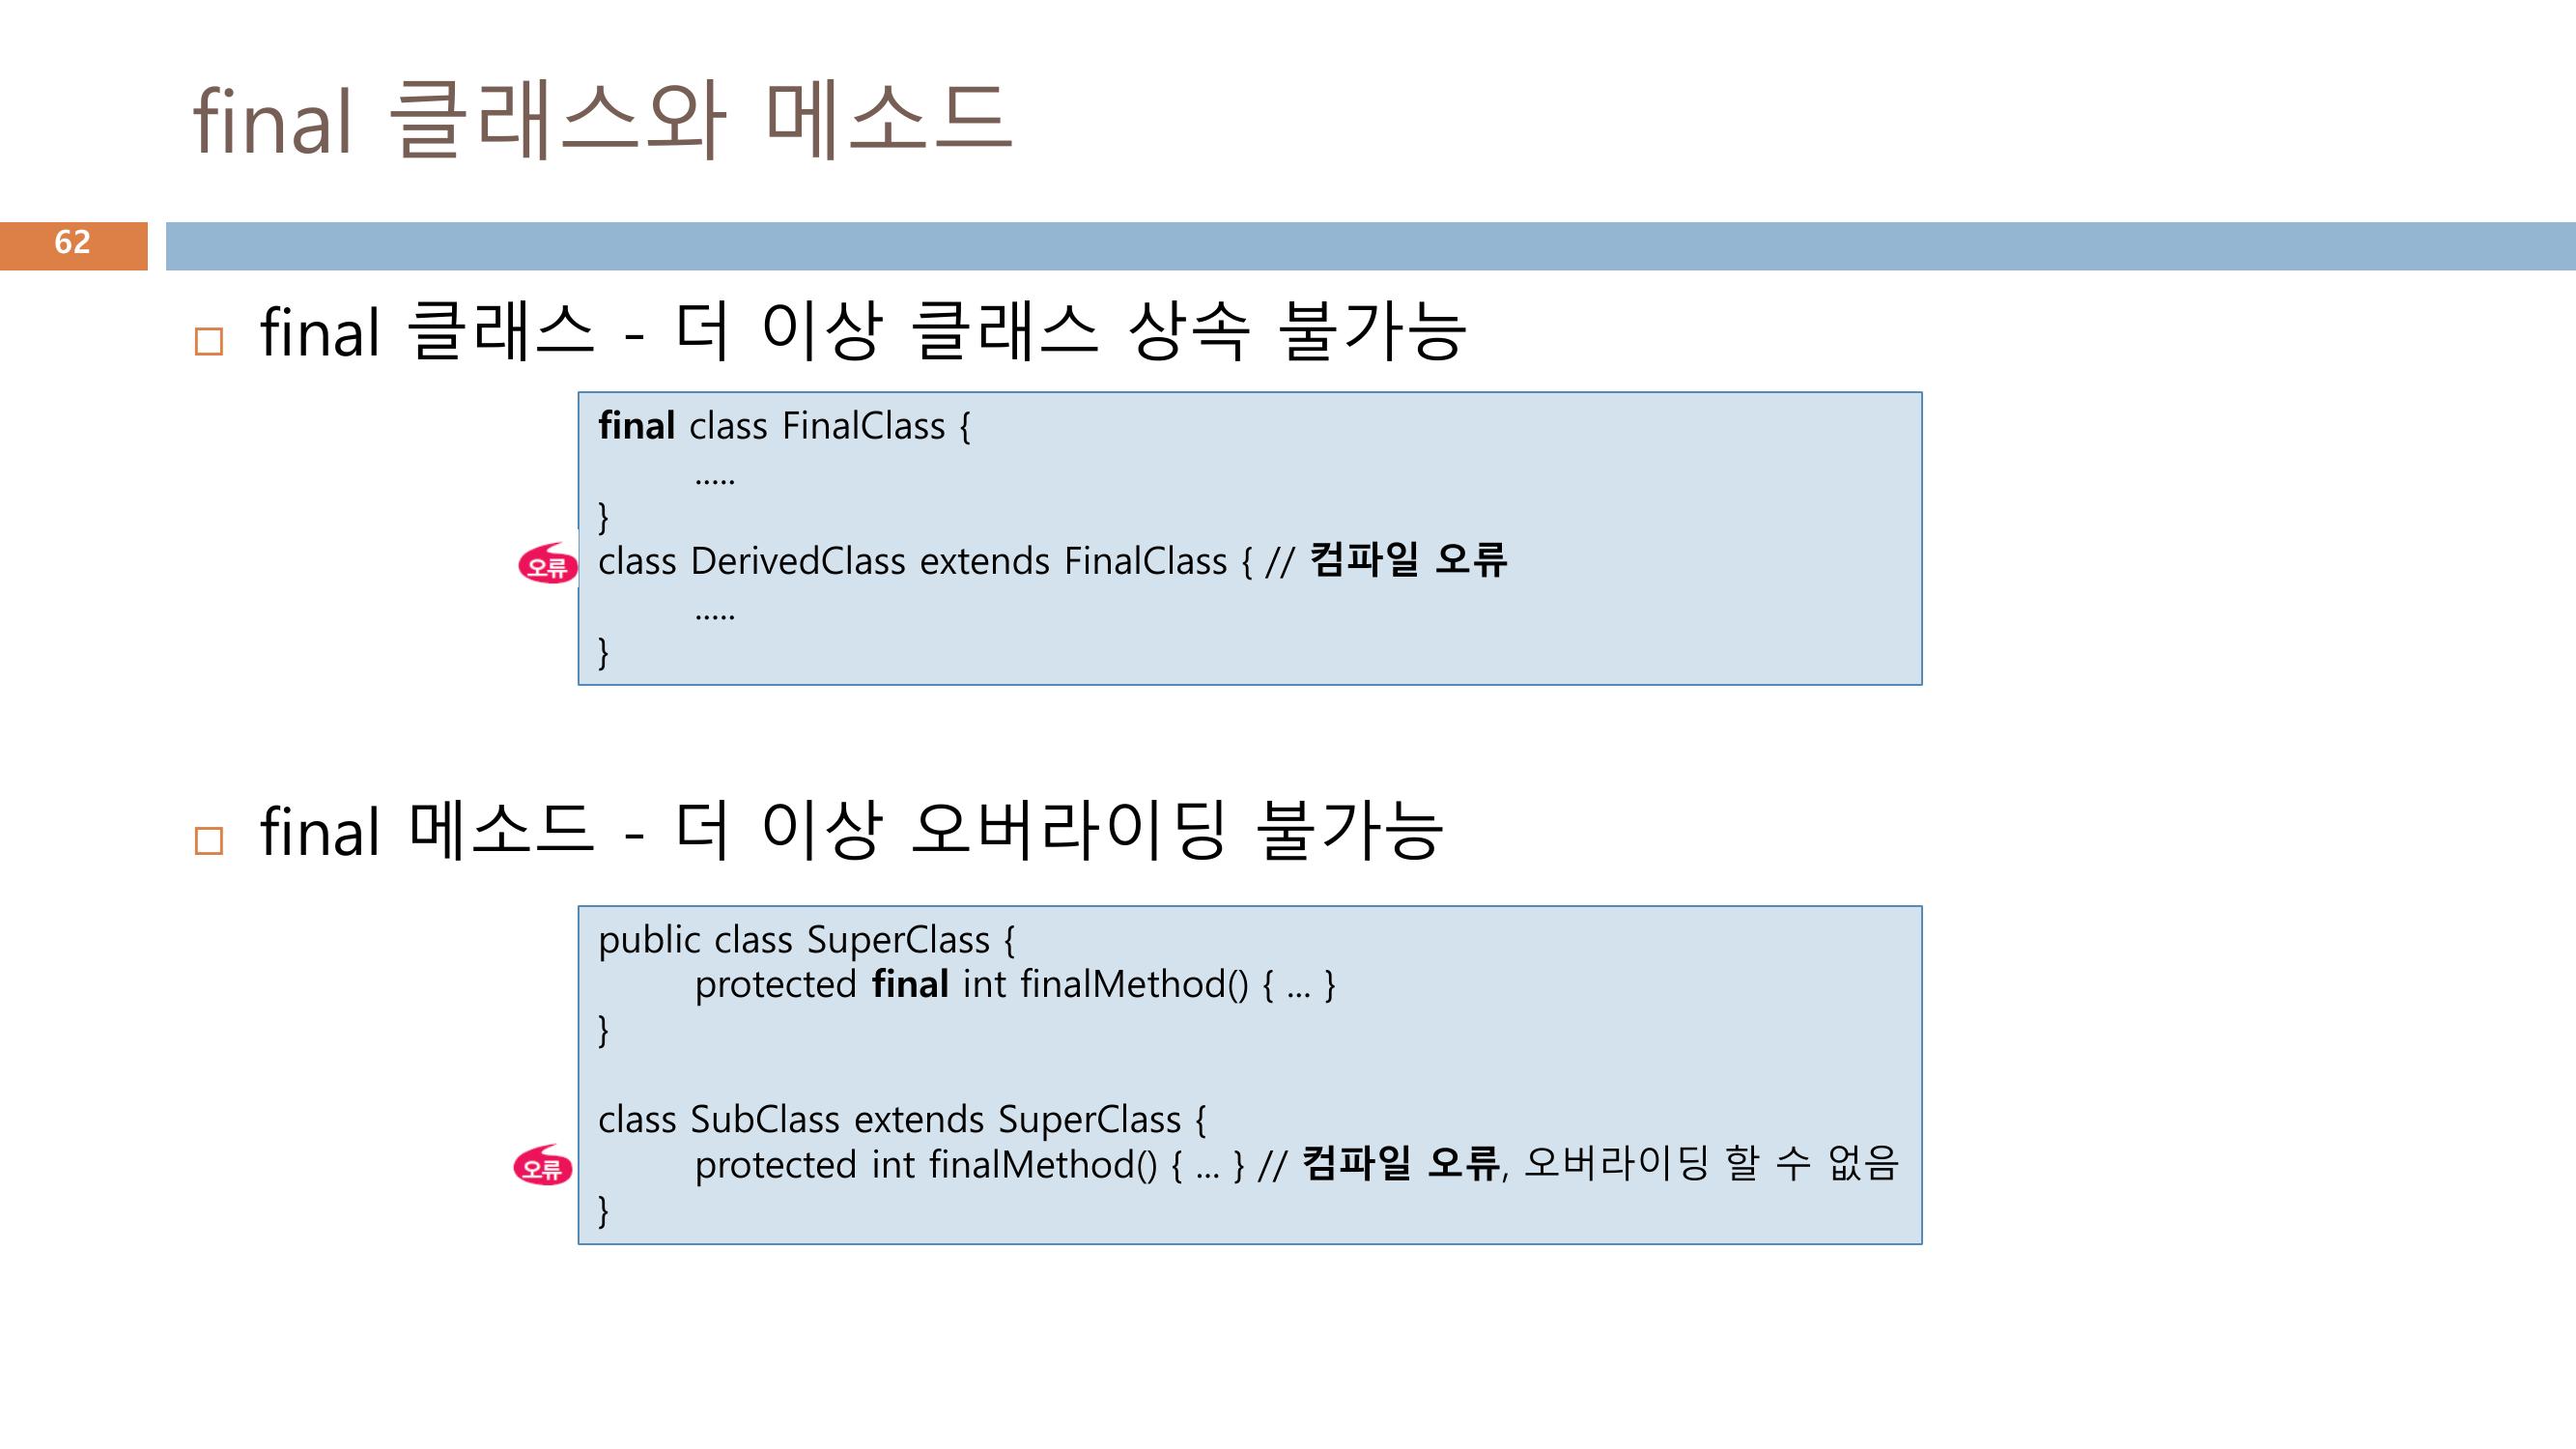 final 클래스와 메소드
62
final 클래스 - 더 이상 클래스 상속 불가능
final class FinalClass {
.....
}
오류 class DerivedClass extends FinalClass { // 컴파일 오류
.....
}
final 메소드 - 더 이상 오버라이딩 불가능
public class SuperClass {
protected final int finalMethod() { ... }
}
class SubClass extends SuperClass {
오류 protected int finalMethod() { ... } // 컴파일 오류, 오버라이딩 할 수 없음
}